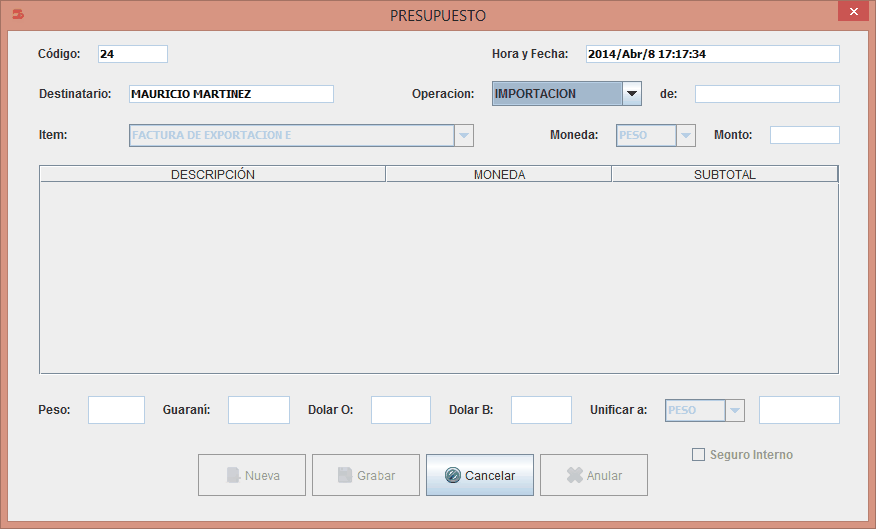 PRESUPUESTO
Código: 24 Hora y Fecha: 2014/Abr/8 17:17:34
Destinatario: MAURICIO MARTINEZ Operacion: IMPORTACION de:
Item: FACTURA DE EXPORTACION E Moneda: PESO Monto:
DESCRIPCIÓN MONEDA SUBTOTAL
Peso: Guaraní: Dolar O: Dolar B: Unificar a: PESO
Seguro Interno
Nueva Grabar Cancelar Anular